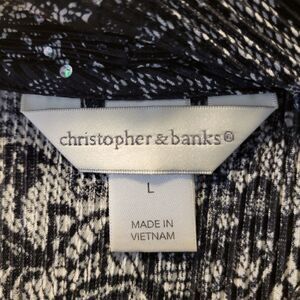 christopher & banks®
L
MADE IN
VIETNAM